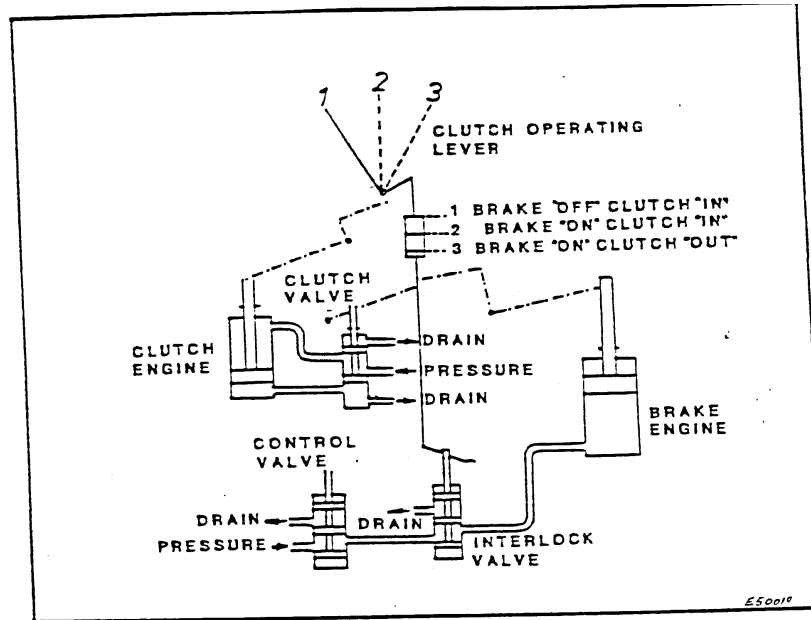 1 2 3
CLUTCH OPERATING
LEVER
1 BRAKE "OFF" CLUTCH "IN"
2 BRAKE "ON" CLUTCH "IN"
3 BRAKE "ON" CLUTCH "OUT"
CLUTCH
VALVE
DRAIN
CLUTCH
ENGINE
PRESSURE
DRAIN
BRAKE
ENGINE
CONTROL
VALVE
DRAIN
DRAIN
PRESSURE
INTERLOCK
VALVE
E50010